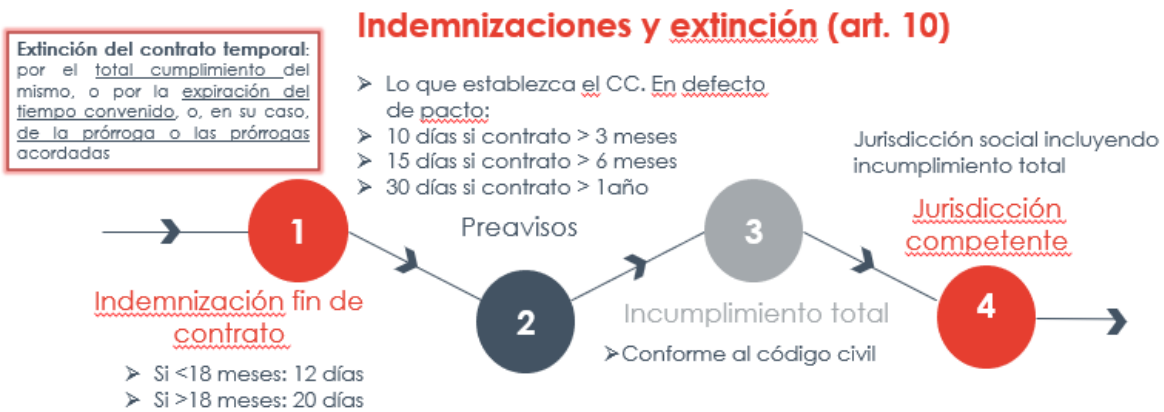 Indemnizaciones y extinción (art. 10)
Extinción del contrato temporal:
por el total cumplimiento del
mismo, o por la expiración del
tiempo convenido, o, en su caso,
de la prórroga o las prórrogas
acordadas
➢ Lo que establezca el CC. En defecto
de pacto:
➢ 10 días si contrato > 3 meses
➢ 15 días si contrato > 6 meses
➢ 30 días si contrato > 1año
Jurisdicción social incluyendo
incumplimiento total
1
Preavisos
3
Jurisdicción
competente
Indemnización fin de
contrato
2
Incumplimiento total
➢Conforme al código civil
4
➢ Si <18 meses: 12 días
➢ Si >18 meses: 20 días